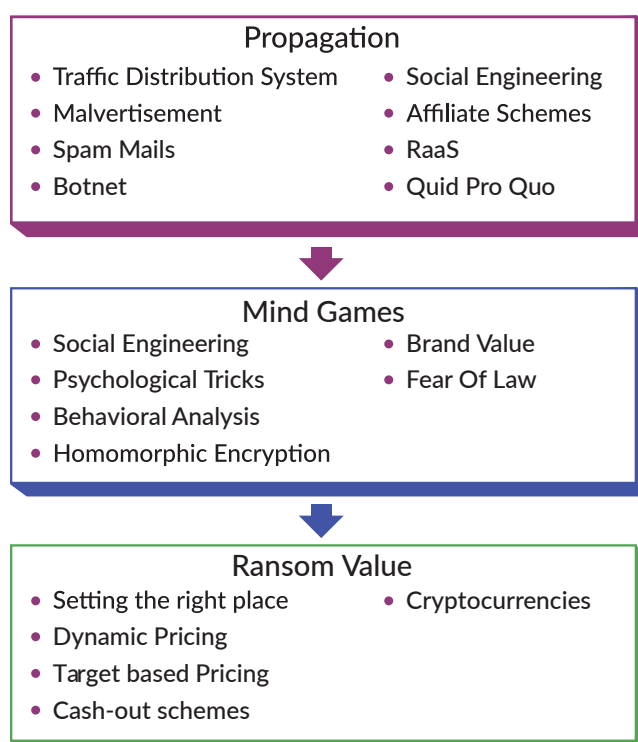 Propagation
Traffic Distribution System
Malvertisement
Spam Mails
Botnet
Social Engineering
Affiliate Schemes
RaaS
Quid Pro Quo
Mind Games
Social Engineering
Psychological Tricks
Behavioral Analysis
Homomorphic Encryption
Brand Value
Fear Of Law
Ransom Value
Setting the right place
Dynamic Pricing
Target based Pricing
Cash-out schemes
Cryptocurrencies